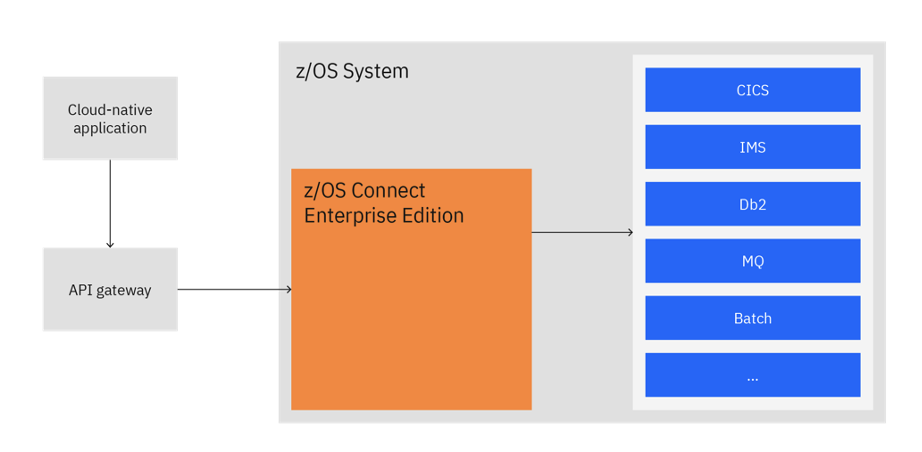 z/OS System
Cloud-native
application
API gateway
z/OS Connect
Enterprise Edition
CICS
IMS
Db2
MQ
Batch
...